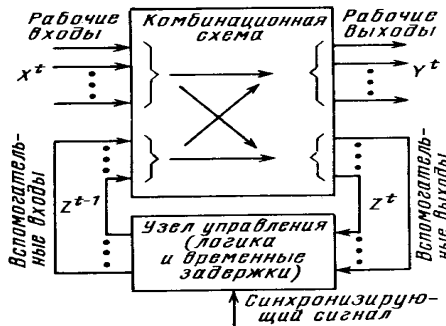 Рабочие входы
Комбинационная схема
Рабочие выходы
X^t
Y^t
Вспомогатель-
ные входы
Z^{t-1}
Z^t
Вспомогатель-
ные выходы
Узел управления
(логика
и временные
задержки)
Синхронизирую-
щий сигнал